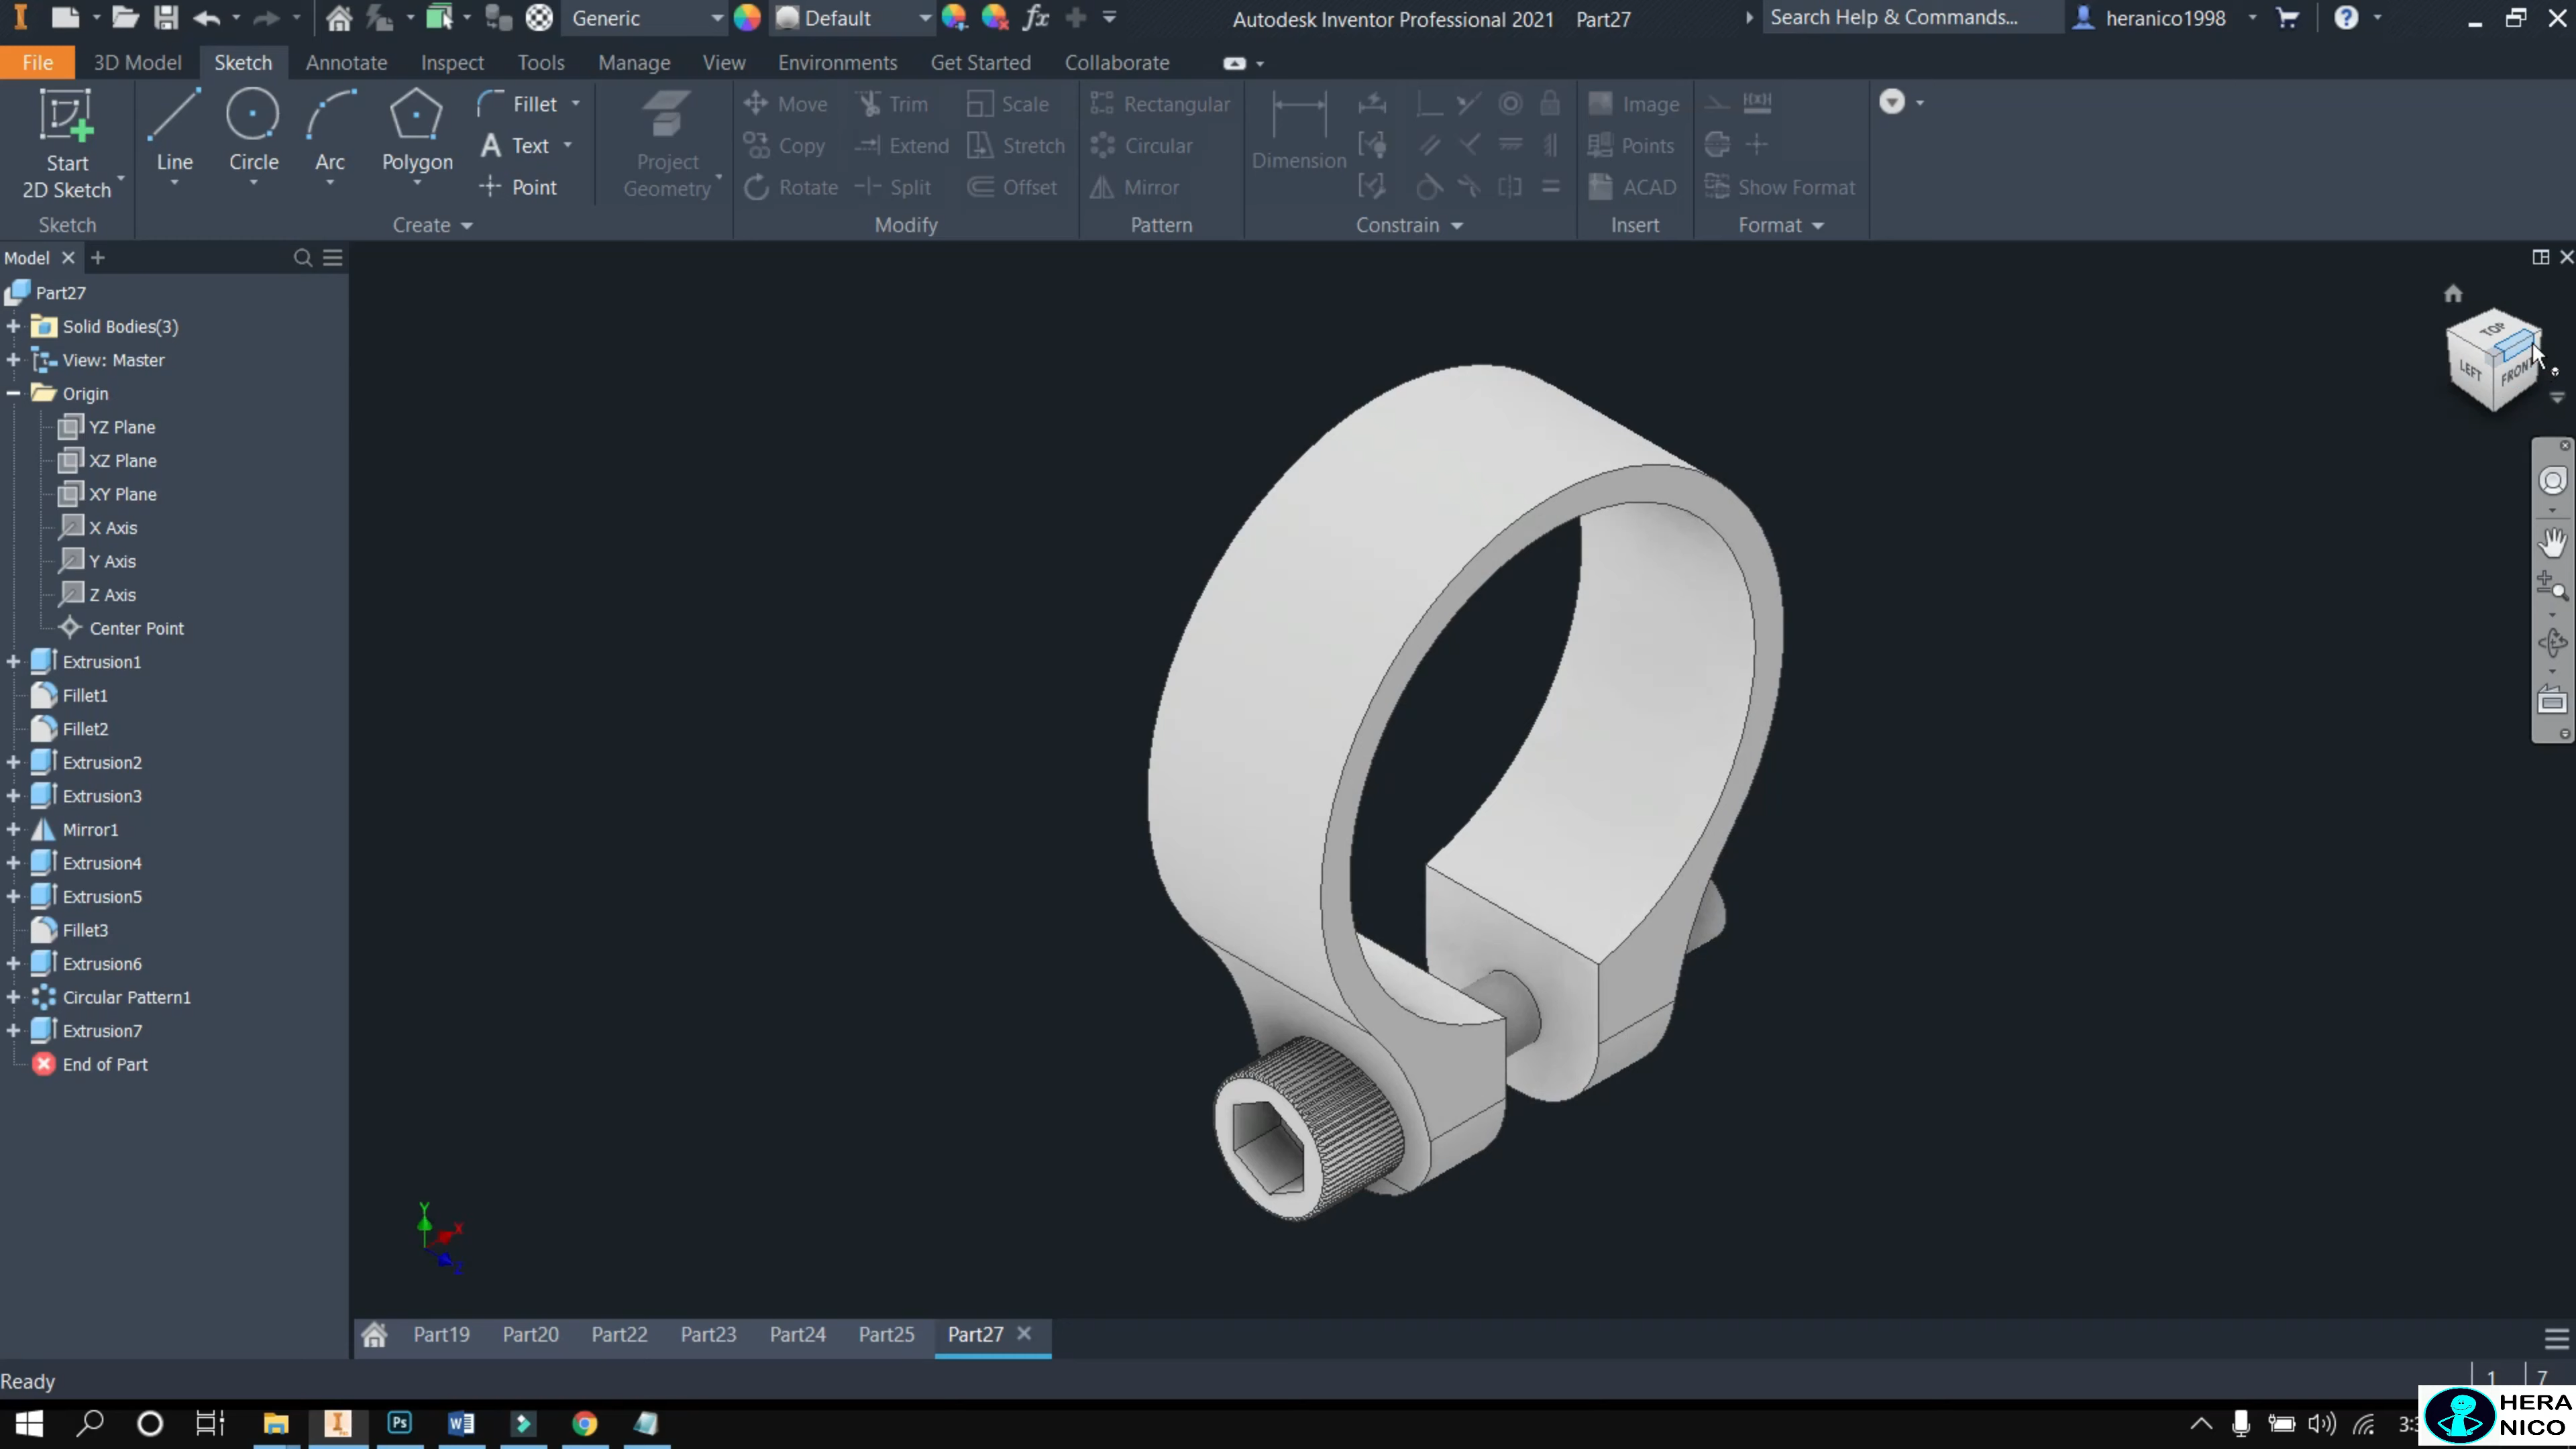 Generic
Default
Autodesk Inventor Professional 2021 Part27
Search Help & Commands...
heranico1998
File 3D Model Sketch Annotate Inspect Tools Manage View Environments Get Started Collaborate
Start
2D Sketch
Line
Circle
Arc
Polygon
Fillet
Text
Point
Project
Geometry
Move Trim Scale
Copy Extend Stretch
Rotate Split Offset
Rectangular
Circular
Mirror
Dimension
Image
Points
ACAD
Show Format
Sketch Create Modify Pattern Constrain Insert Format
Model
Part27
Solid Bodies(3)
View: Master
Origin
YZ Plane
XZ Plane
XY Plane
X Axis
Y Axis
Z Axis
Center Point
Extrusion1
Fillet1
Fillet2
Extrusion2
Extrusion3
Mirror1
Extrusion4
Extrusion5
Fillet3
Extrusion6
Circular Pattern1
Extrusion7
End of Part
TOP
LEFT
FRONT
Y
X
Z
Part19 Part20 Part22 Part23 Part24 Part25 Part27
Ready
1 7
HERA
NICO